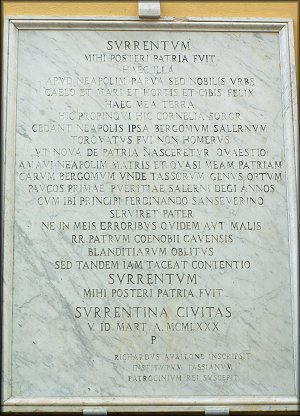 SVRRENTVM
MIHI POSTERI PATRIA FVIT
HAEC ILLA
APVD NEAPOLIM PARVA SED NOBILIS VRBS
CAELO ET MARI ET HORTIS ET CIBIS FELIX
HAEC MEA TERRA
HIC PROPINQVI HIC CORNELIA SOROR
CEDANT NEAPOLIS IPSA BERGOMVM SALERNVM
TORQVATVS FVI NON HOMERVS
VT NOVA DE PATRIA NASCERETVR QVAESTIO
AMAVI NEAPOLIM MATRIS ET QVASI MEAM PATRIAM
CARVM BERGOMVM VNDE TASSORVM GENVS ORTVM
PAVCOS PRIMAE PVERITIAE SALERNI DEGI ANNOS
CVM IBI PRINCIPI FERDINANDO SANSEVERINO
SERVIRET PATER
NE IN MEIS ERRORIBVS QVIDEM AVT MALIS
RR.PATRVM COENOBII CAVENSIS
BLANDITIARVM OBLITVS
SED TANDEM IAM TACEAT CONTENTIO
SVRRENTVM
MIHI POSTERI PATRIA FVIT
SVRRENTINA CIVITAS
V ID MART A MCMLXXX
P
RICHARDVS AVALLONE INSCRIPSIT
INSTITVTVM TASSIANVM
PATROCINIVM REI SVSCEPIT